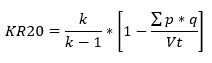 KR20 = k / (k − 1) * [1 − (∑ p * q) / Vt]